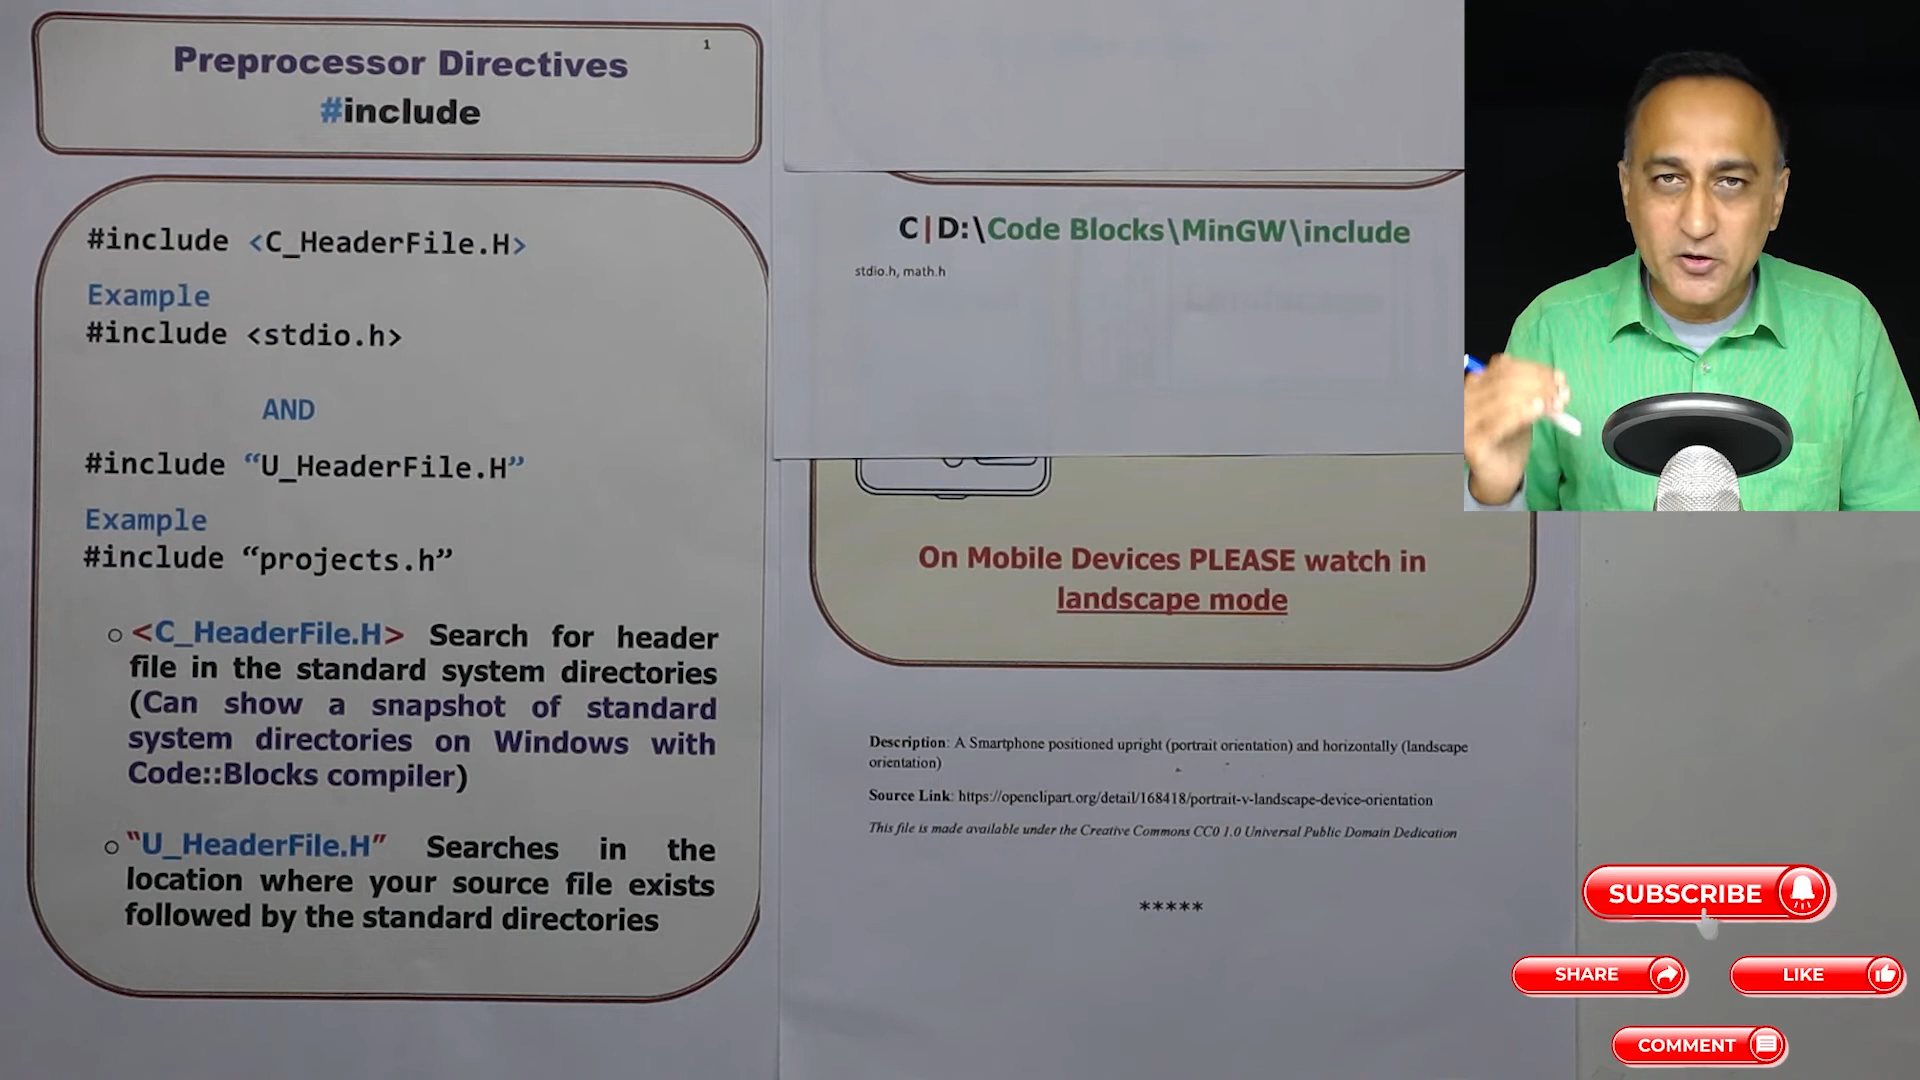 Preprocessor Directives
1
#include
#include <C_HeaderFile.H>
Example
#include <stdio.h>
AND
#include “U_HeaderFile.H”
Example
#include “projects.h”
○ <C_HeaderFile.H> Search for header
file in the standard system directories
(Can show a snapshot of standard
system directories on Windows with
Code::Blocks compiler)
○ “U_HeaderFile.H” Searches in the
location where your source file exists
followed by the standard directories
C|D:\Code Blocks\MinGW\include
stdio.h, math.h
On Mobile Devices PLEASE watch in
landscape mode
Description: A Smartphone positioned upright (portrait orientation) and horizontally (landscape
orientation)
Source Link: https://openclipart.org/detail/168418/portrait-v-landscape-device-orientation
This file is made available under the Creative Commons CC0 1.0 Universal Public Domain Dedication
*****
SUBSCRIBE
SHARE
LIKE
COMMENT